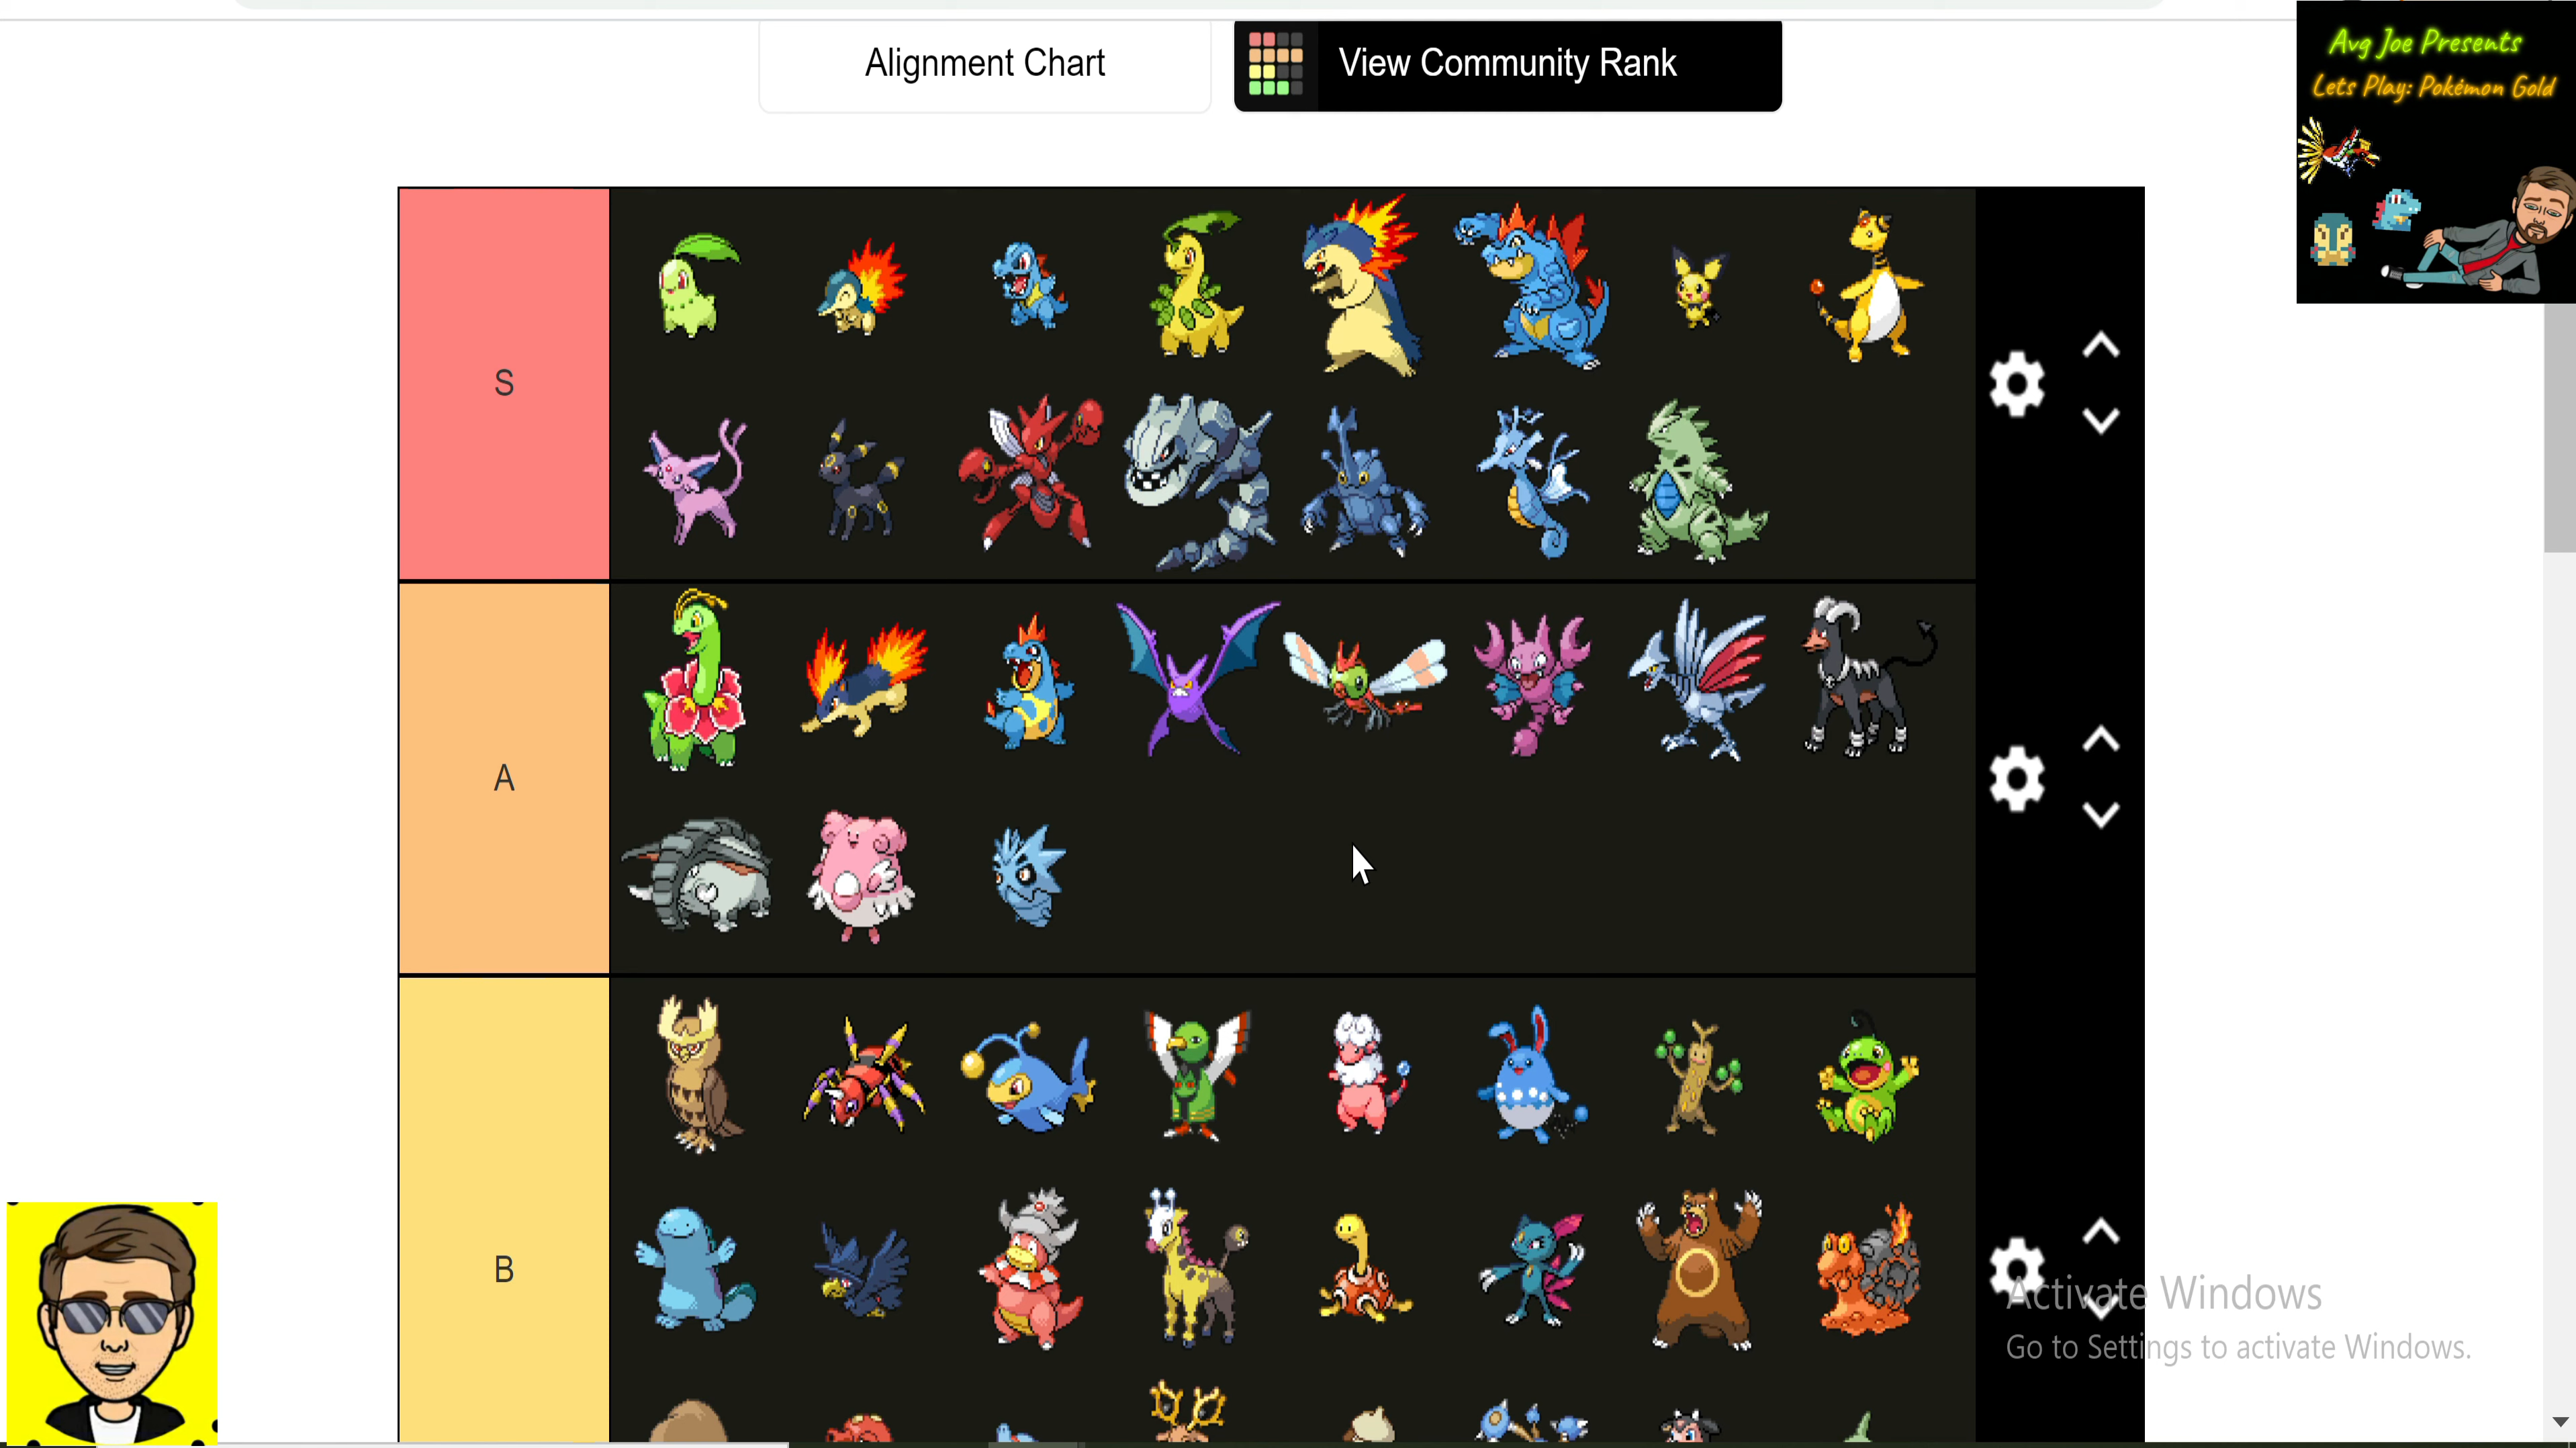 Alignment Chart
View Community Rank
Avg Joe Presents
Lets Play: Pokémon Gold
S
A
B
Activate Windows
Go to Settings to activate Windows.